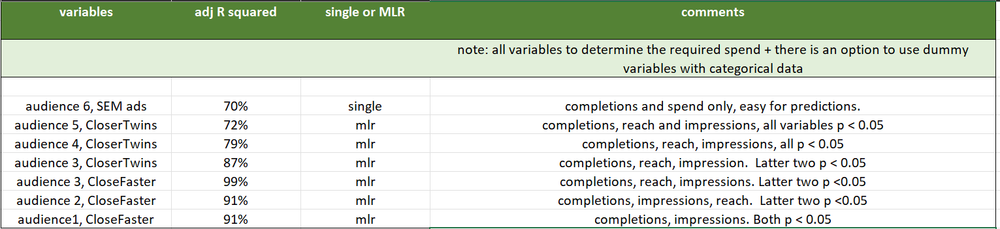 variables adj R squared single or MLR comments
note: all variables to determine the required spend + there is an option to use dummy
variables with categorical data
audience 6, SEM ads 70% single completions and spend only, easy for predictions.
audience 5, CloserTwins 72% mlr completions, reach and impressions, all variables p < 0.05
audience 4, CloserTwins 79% mlr completions, reach, impressions, all p < 0.05
audience 3, CloserTwins 87% mlr completions, reach, impression.  Latter two p < 0.05
audience 3, CloseFaster 99% mlr completions, reach, impressions. Latter two p <0.05
audience 2, CloseFaster 91% mlr completions, impressions, reach.  Latter two p <0.05
audience1, CloseFaster 91% mlr completions, impressions. Both p < 0.05